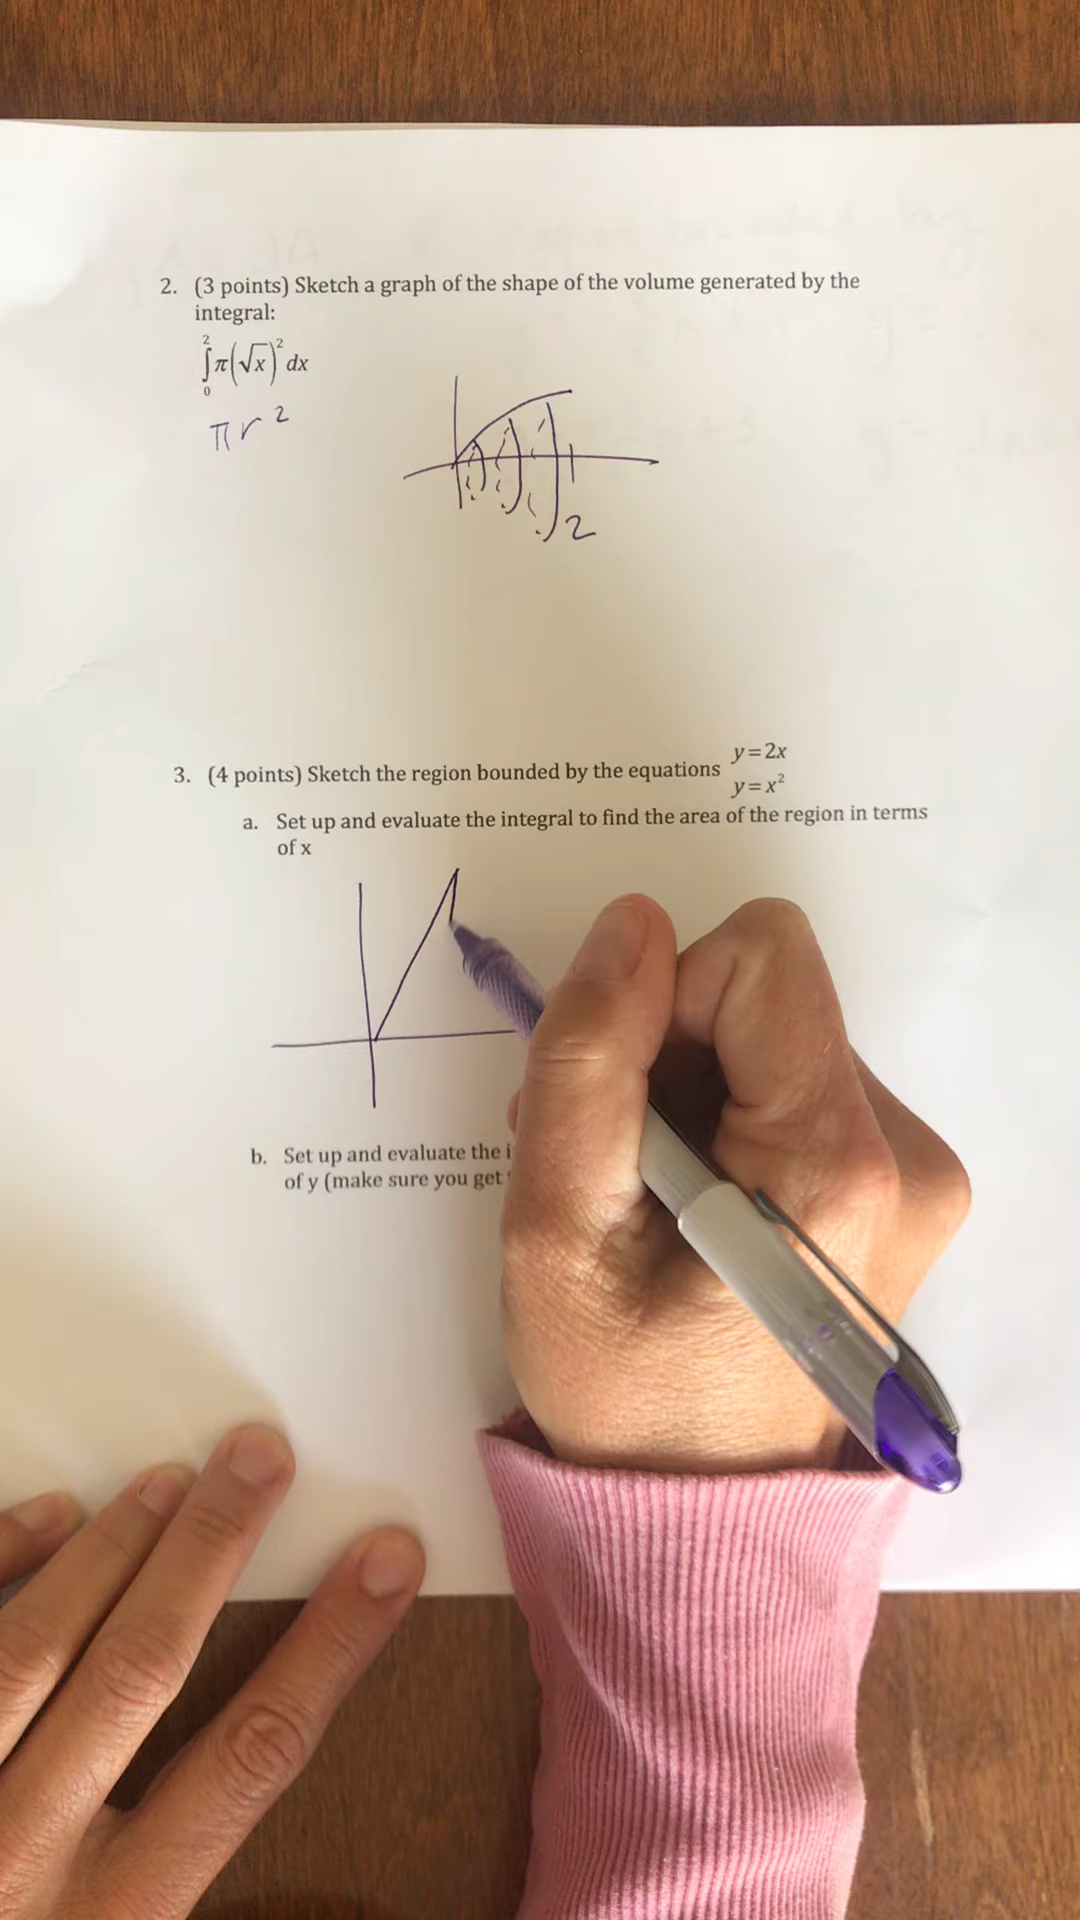 2. (3 points) Sketch a graph of the shape of the volume generated by the
integral:
∫₀² π(√x)² dx
πr²
2
3. (4 points) Sketch the region bounded by the equations y=2x
y=x²
a. Set up and evaluate the integral to find the area of the region in terms
of x
b. Set up and evaluate the i
of y (make sure you get